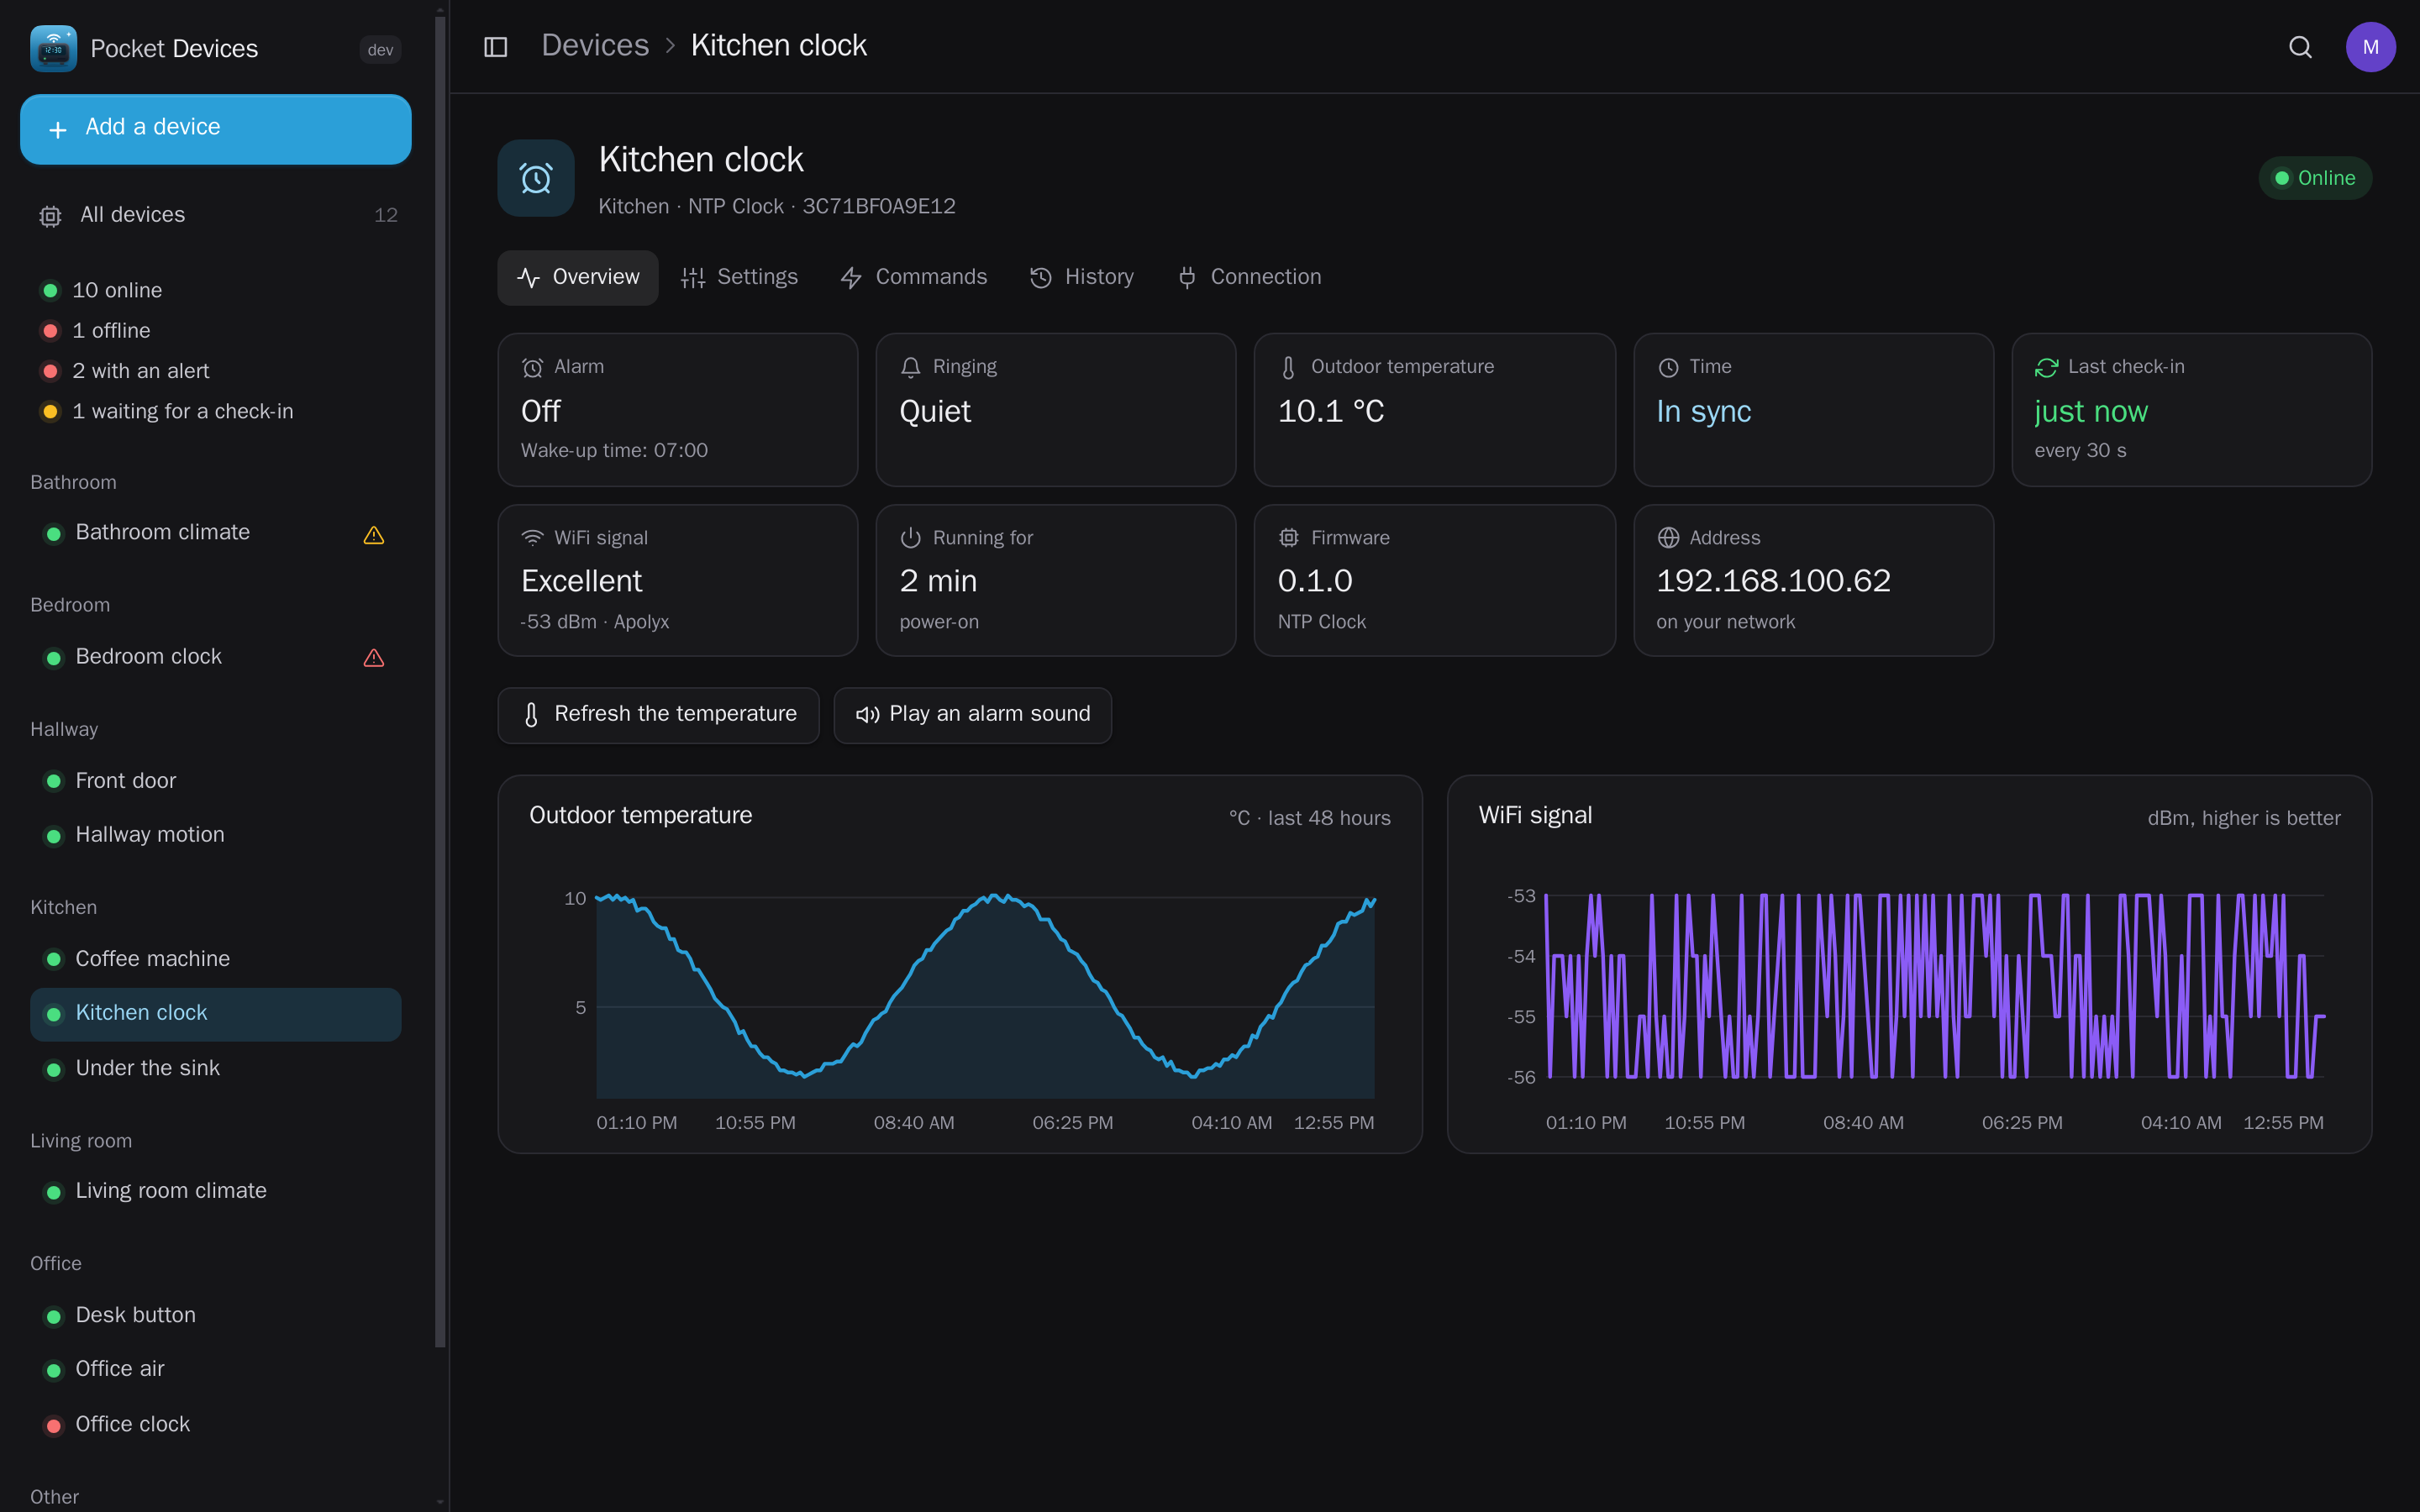 Pocket Devices
dev
Add a device
All devices
12
10 online
1 offline
2 with an alert
1 waiting for a check-in
Bathroom
Bathroom climate
Bedroom
Bedroom clock
Hallway
Front door
Hallway motion
Kitchen
Coffee machine
Kitchen clock
Under the sink
Living room
Living room climate
Office
Desk button
Office air
Office clock
Other
Devices > Kitchen clock
M
Kitchen clock
Kitchen · NTP Clock · 3C71BF0A9E12
Online
Overview
Settings
Commands
History
Connection
Alarm
Off
Wake-up time: 07:00
Ringing
Quiet
Outdoor temperature
10.1 °C
Time
In sync
Last check-in
just now
every 30 s
WiFi signal
Excellent
-53 dBm · Apolyx
Running for
2 min
power-on
Firmware
0.1.0
NTP Clock
Address
192.168.100.62
on your network
Refresh the temperature
Play an alarm sound
Outdoor temperature
°C · last 48 hours
10
5
01:10 PM 10:55 PM 08:40 AM 06:25 PM 04:10 AM 12:55 PM
WiFi signal
dBm, higher is better
-53
-54
-55
-56
01:10 PM 10:55 PM 08:40 AM 06:25 PM 04:10 AM 12:55 PM